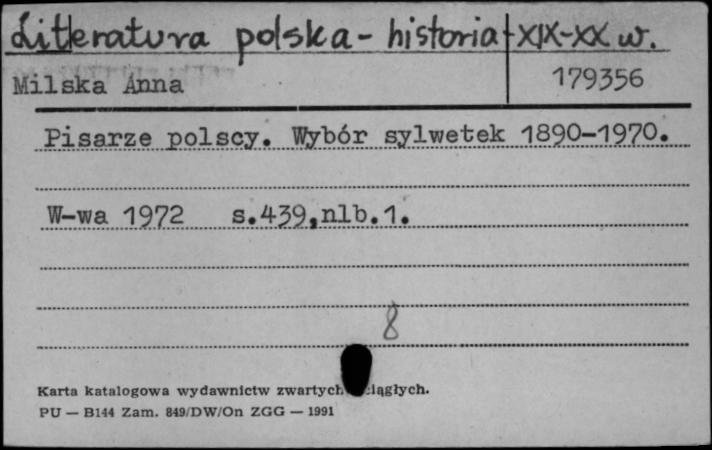 Literatura polska - historia - XIX-XX w.
Milska Anna 179356
Pisarze polscy. Wybór sylwetek 1890-1970.
W-wa 1972 s.439,nlb.1.
8
Karta katalogowa wydawnictw zwartych
PU — B144 Zam. 849/DW/On ZGG — 1991